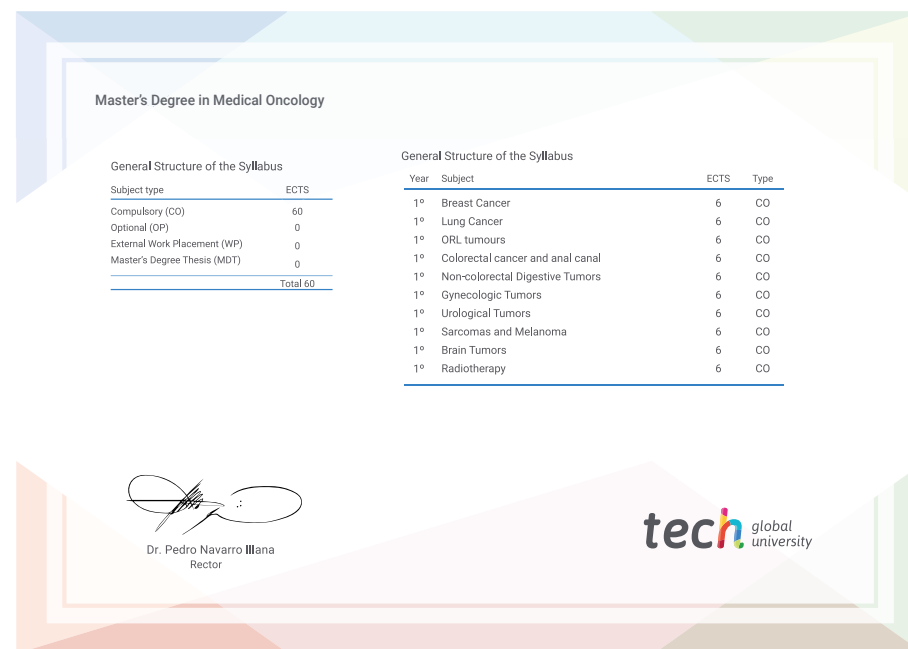 Master's Degree in Medical Oncology
General Structure of the Syllabus
Subject type ECTS
Compulsory (CO) 60
Optional (OP) 0
External Work Placement (WP) 0
Master's Degree Thesis (MDT) 0
Total 60
General Structure of the Syllabus
Year Subject ECTS Type
1º Breast Cancer 6 CO
1º Lung Cancer 6 CO
1º ORL tumours 6 CO
1º Colorectal cancer and anal canal 6 CO
1º Non-colorectal Digestive Tumors 6 CO
1º Gynecologic Tumors 6 CO
1º Urological Tumors 6 CO
1º Sarcomas and Melanoma 6 CO
1º Brain Tumors 6 CO
1º Radiotherapy 6 CO
Dr. Pedro Navarro Illana
Rector
tech global
university